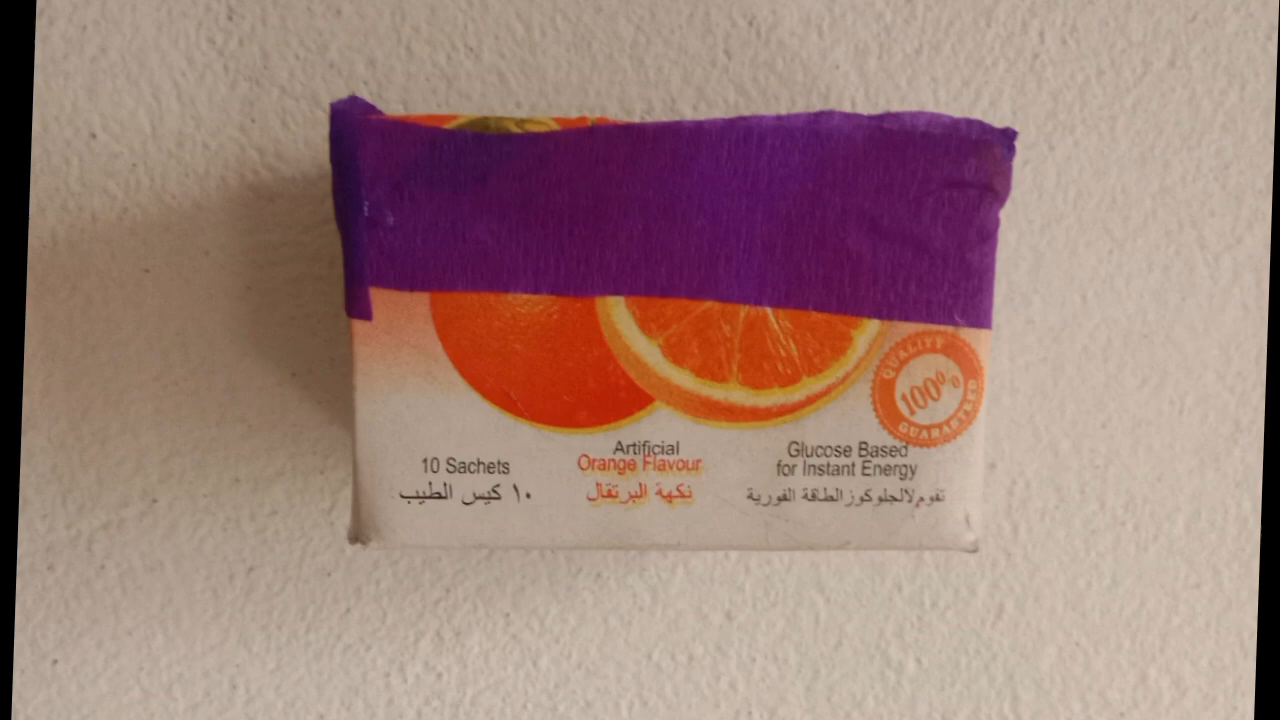 QUALITY
100%
GUARANTEED
10 Sachets
١٠ كيس الطيب
Artificial
Orange Flavour
نكهة البرتقال
Glucose Based
for Instant Energy
تقوم لالجلوكوز الطاقة الفورية